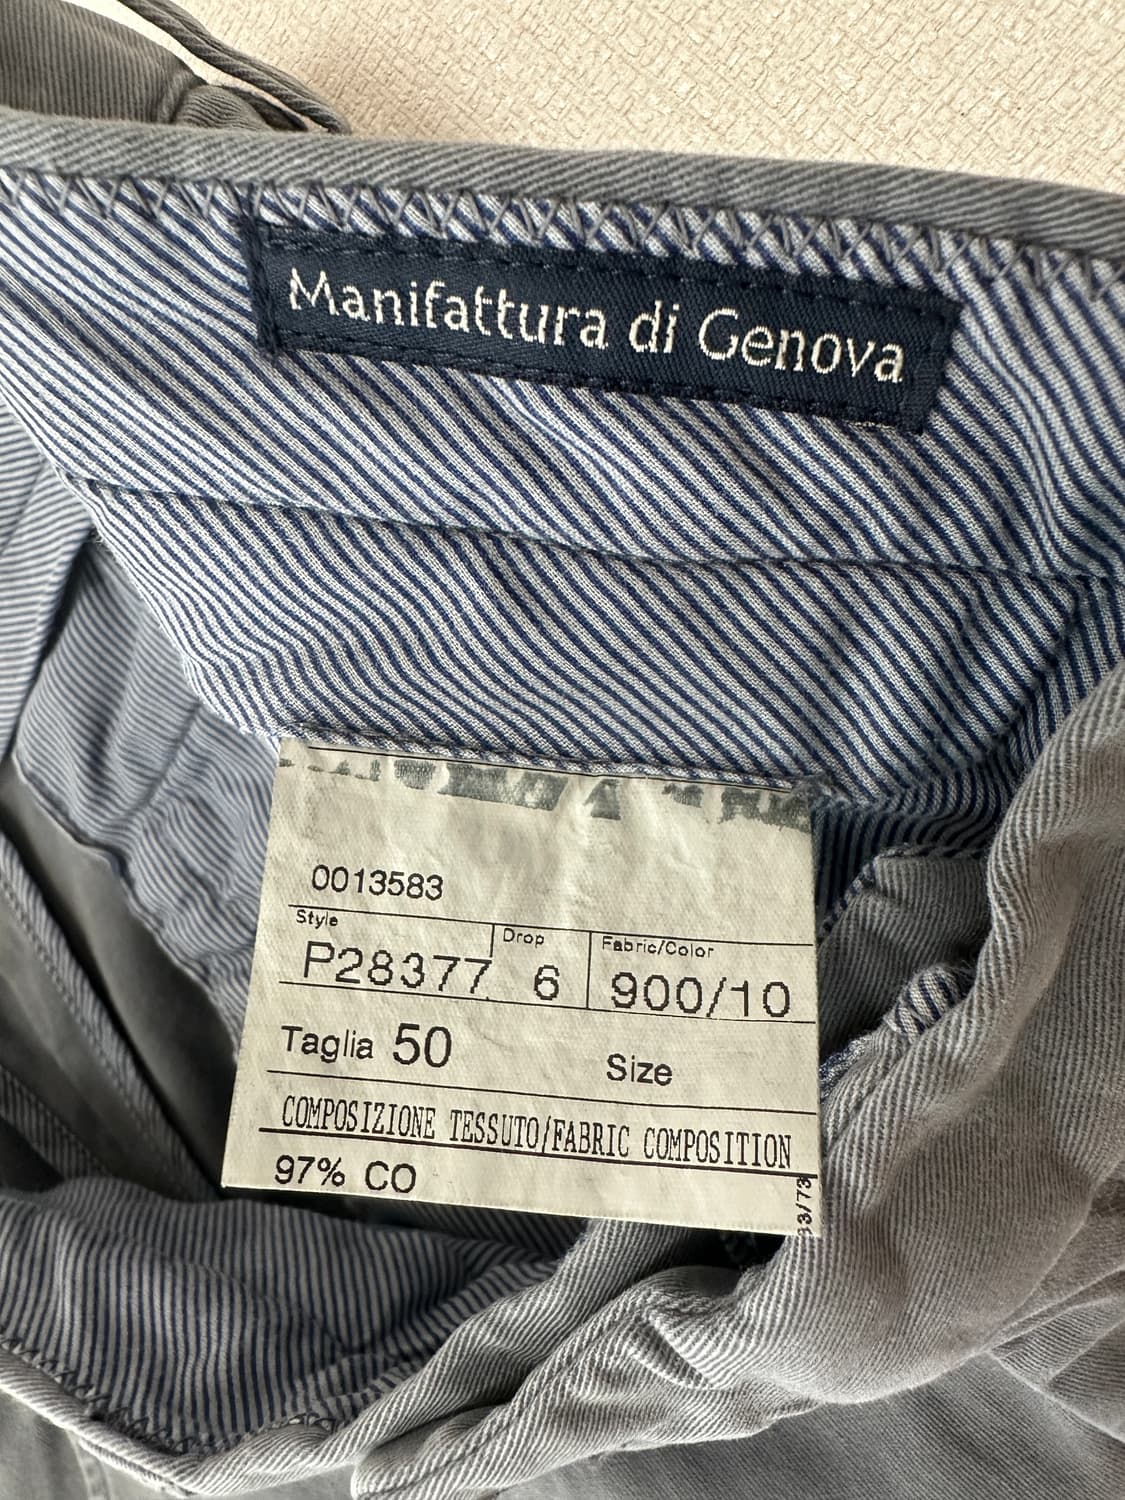 Manifattura di Genova
0013583
Style Drop Fabric/Color
P28377 6 900/10
Taglia 50 Size
COMPOSIZIONE TESSUTO/FABRIC COMPOSITION
97% CO